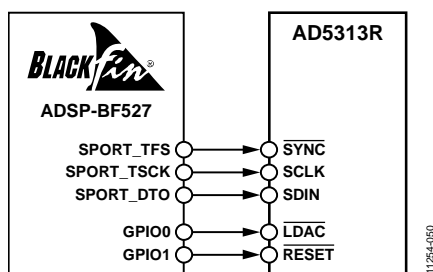 BLACKfin®
ADSP-BF527
AD5313R
SPORT_TFS
SPORT_TSCK
SPORT_DTO
GPIO0
GPIO1
SYNC
SCLK
SDIN
LDAC
RESET
11254-050